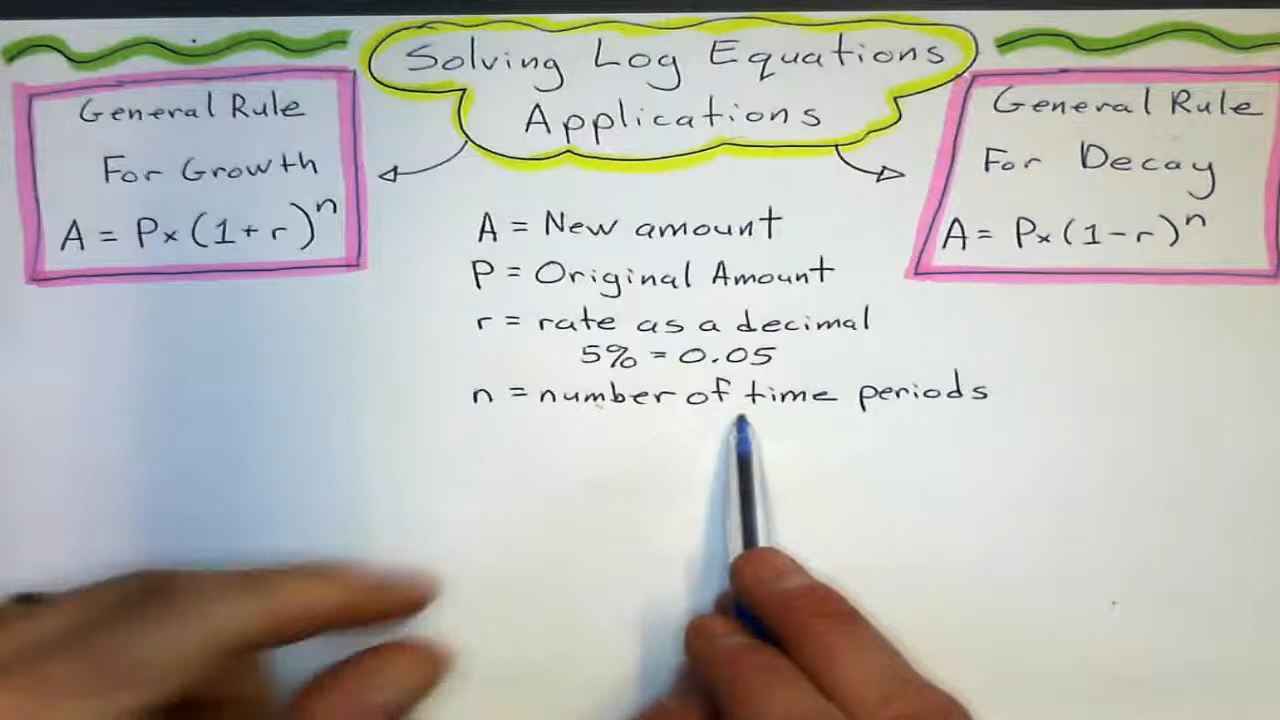 Solving Log Equations
Applications
General Rule
For Growth
A = P× (1 + r)ⁿ
General Rule
For Decay
A = P× (1 − r)ⁿ
A = New amount
P = Original Amount
r = rate as a decimal
5% = 0.05
n = number of time periods